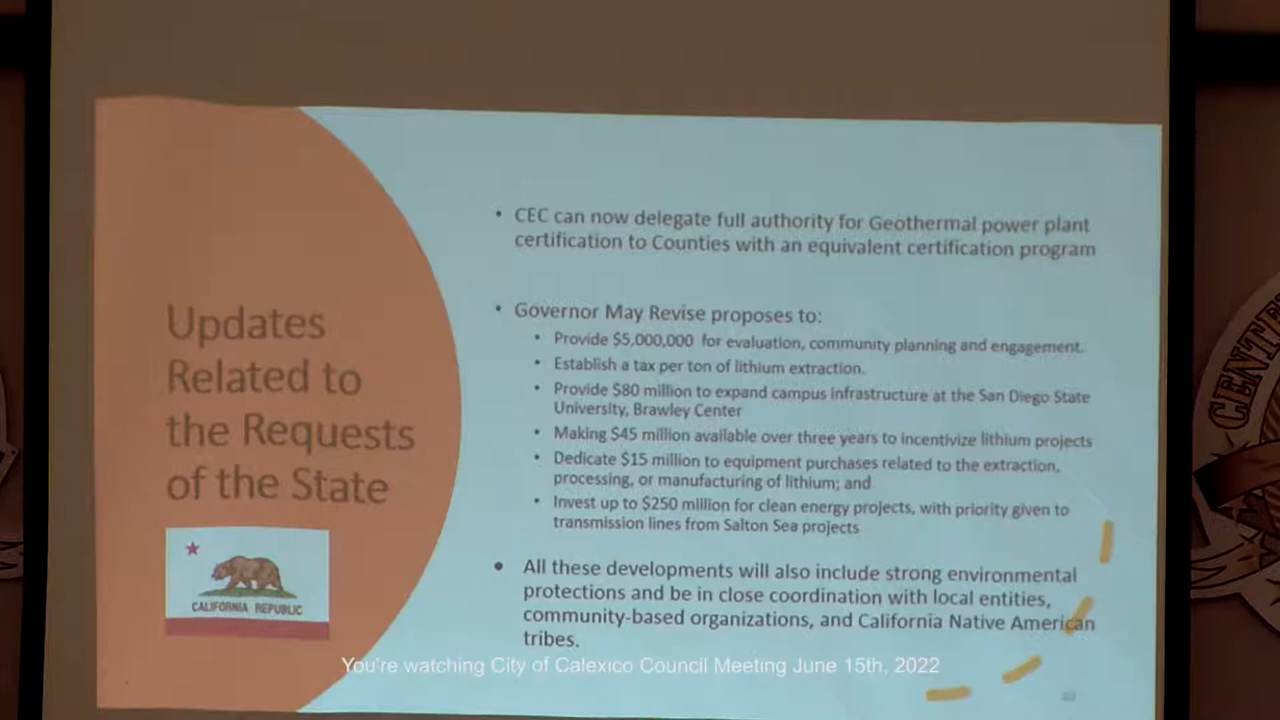 Updates
Related to
the Requests
of the State
CALIFORNIA REPUBLIC
• CEC can now delegate full authority for Geothermal power plant
certification to Counties with an equivalent certification program
• Governor May Revise proposes to:
• Provide $5,000,000 for evaluation, community planning and engagement.
• Establish a tax per ton of lithium extraction.
• Provide $80 million to expand campus infrastructure at the San Diego State
University, Brawley Center
• Making $45 million available over three years to incentivize lithium projects
• Dedicate $15 million to equipment purchases related to the extraction,
processing, or manufacturing of lithium; and
• Invest up to $250 million for clean energy projects, with priority given to
transmission lines from Salton Sea projects
• All these developments will also include strong environmental
protections and be in close coordination with local entities,
community-based organizations, and California Native American
tribes.
You're watching City of Calexico Council Meeting June 15th, 2022